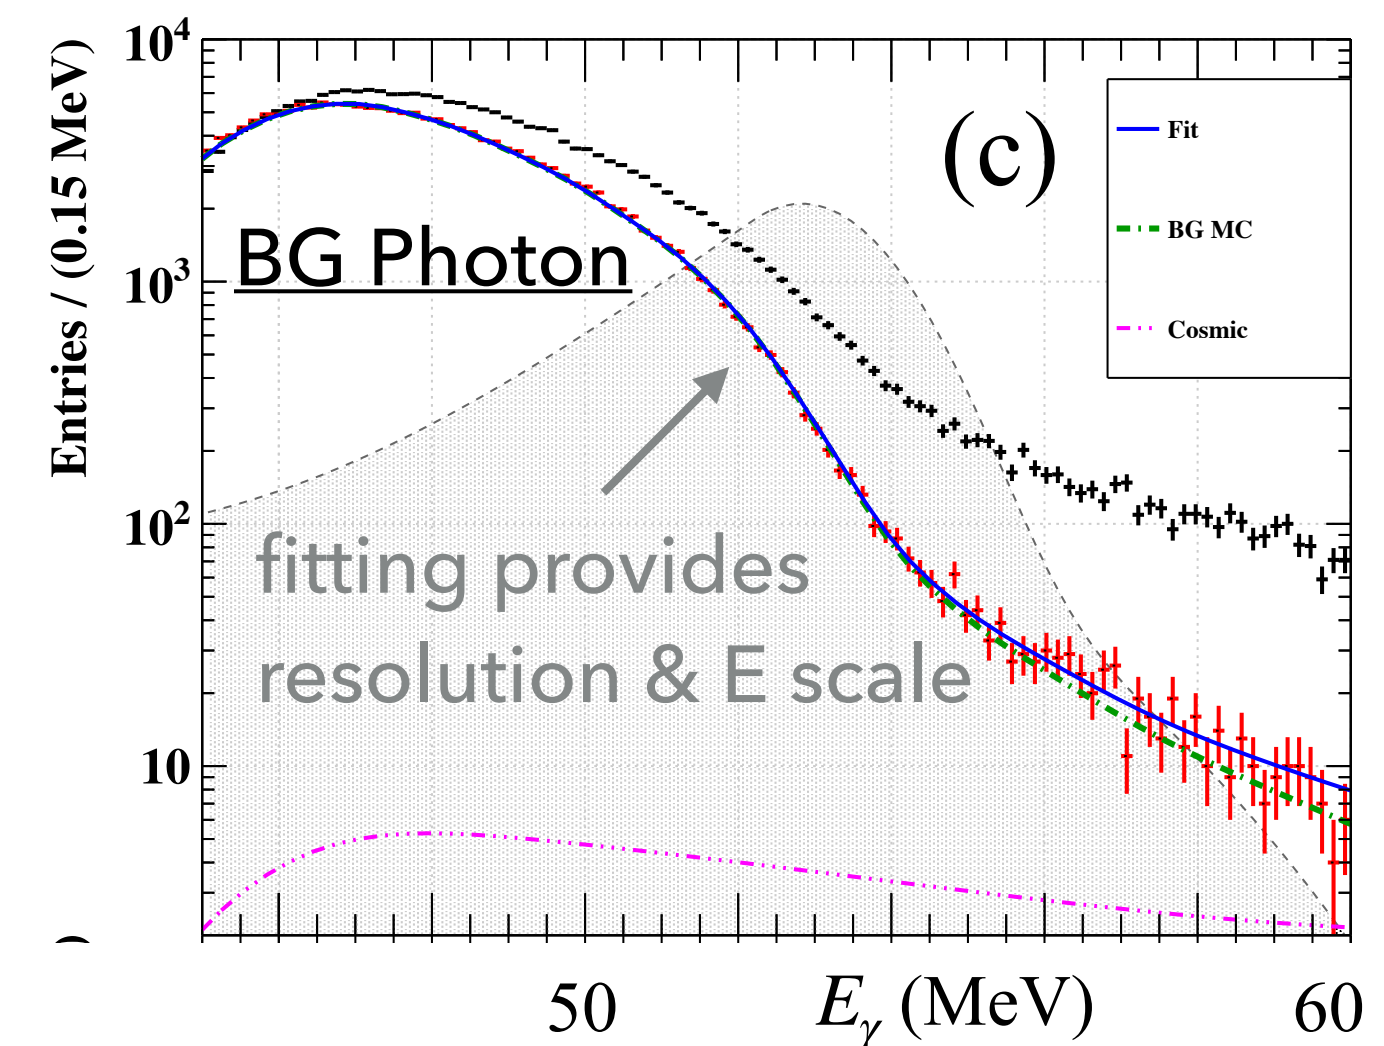 10⁴
Entries / (0.15 MeV)
(c)
Fit
BG MC
Cosmic
BG Photon
10³
10²
fitting provides
resolution & E scale
10
50
E_γ (MeV)
60